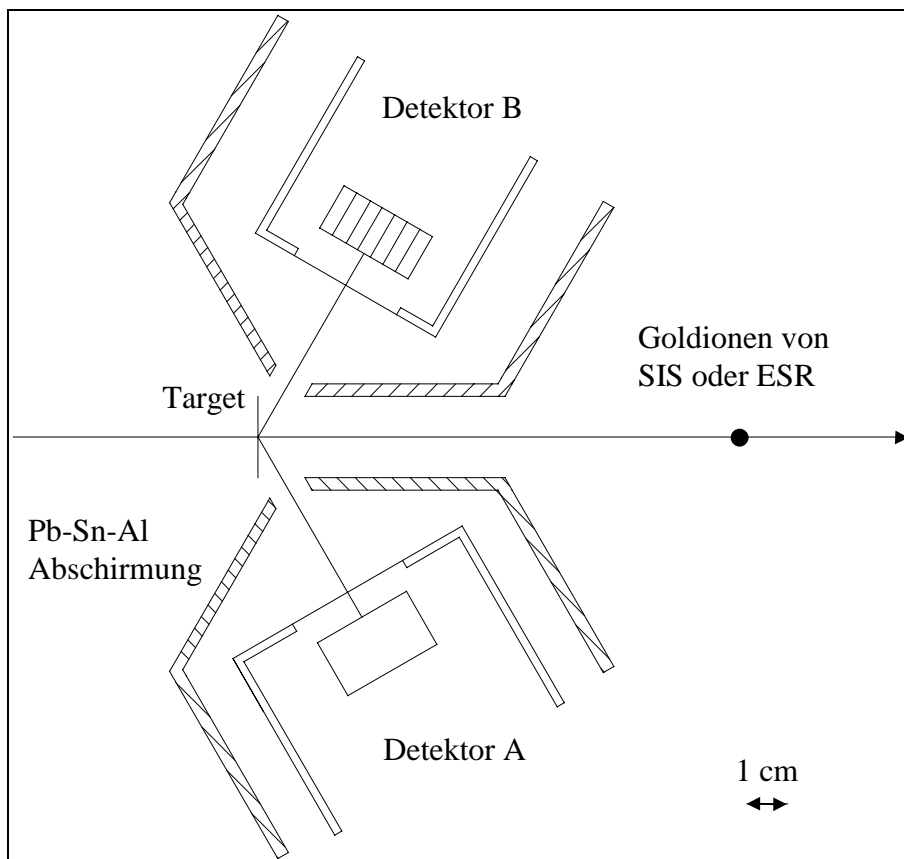 Detektor B
Goldionen von
SIS oder ESR
Target
Pb-Sn-Al
Abschirmung
Detektor A
1 cm